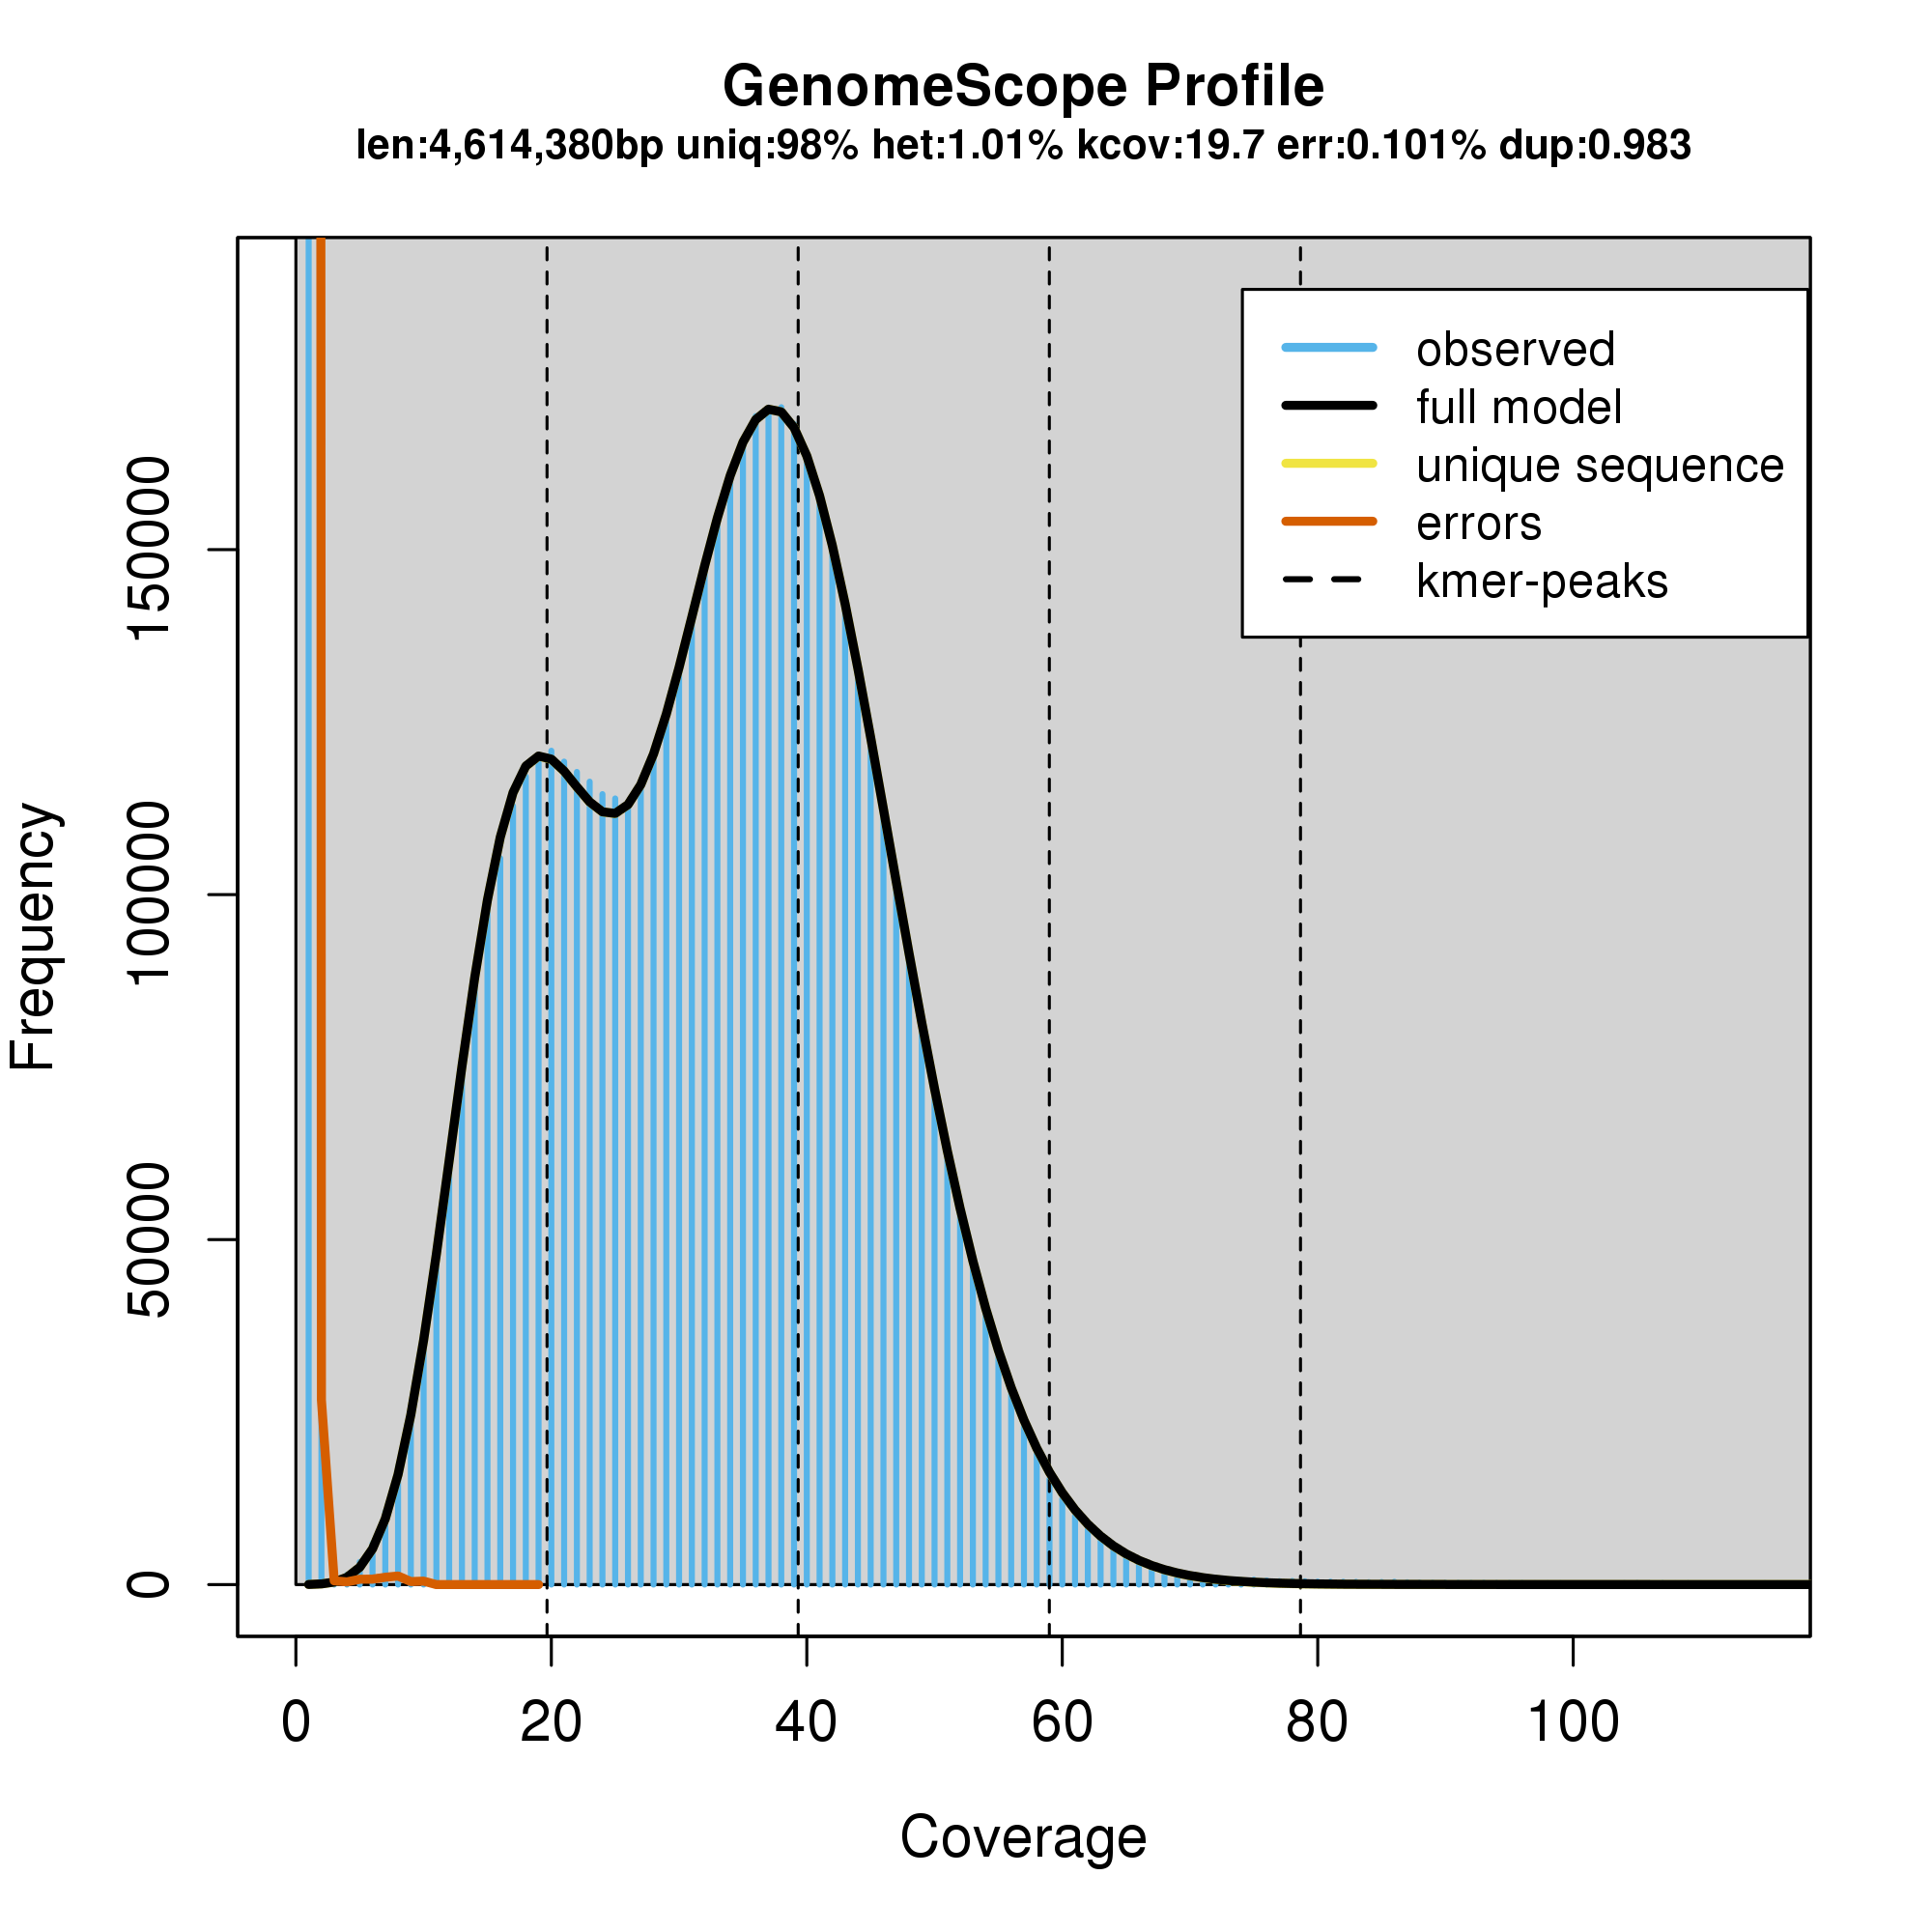 GenomeScope Profile
len:4,614,380bp uniq:98% het:1.01% kcov:19.7 err:0.101% dup:0.983
observed
full model
unique sequence
errors
kmer-peaks
Frequency
150000
100000
50000
0
0 20 40 60 80 100
Coverage